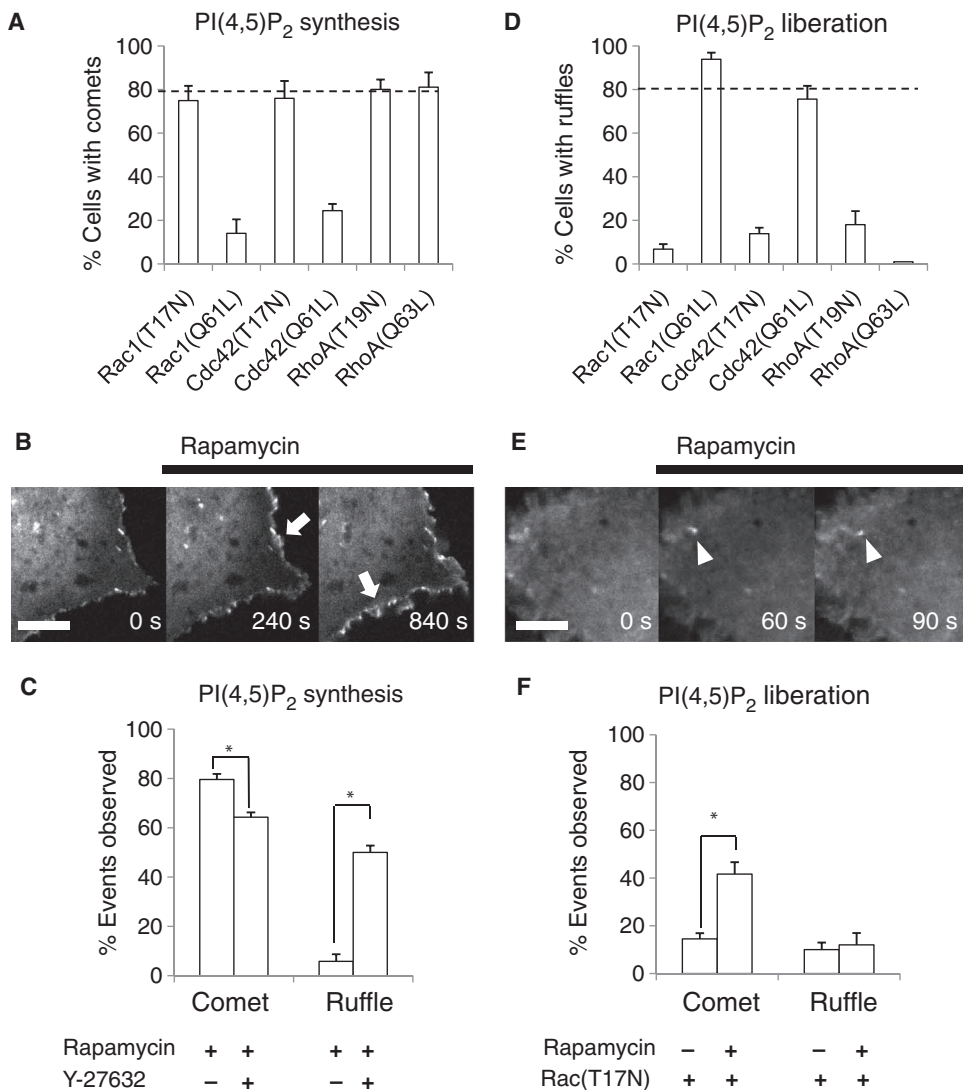 A
PI(4,5)P2 synthesis
% Cells with comets
100
80
60
40
20
0
Rac1(T17N)
Rac1(Q61L)
Cdc42(T17N)
Cdc42(Q61L)
RhoA(T19N)
RhoA(Q63L)
D
PI(4,5)P2 liberation
% Cells with ruffles
100
80
60
40
20
0
Rac1(T17N)
Rac1(Q61L)
Cdc42(T17N)
Cdc42(Q61L)
RhoA(T19N)
RhoA(Q63L)
B
Rapamycin
0 s
240 s
840 s
E
Rapamycin
0 s
60 s
90 s
C
PI(4,5)P2 synthesis
% Events observed
100
80
60
40
20
0
*
*
Comet
Ruffle
Rapamycin + + + +
Y-27632 – + – +
F
PI(4,5)P2 liberation
% Events observed
100
80
60
40
20
0
*
Comet
Ruffle
Rapamycin – + – +
Rac(T17N) + + + +